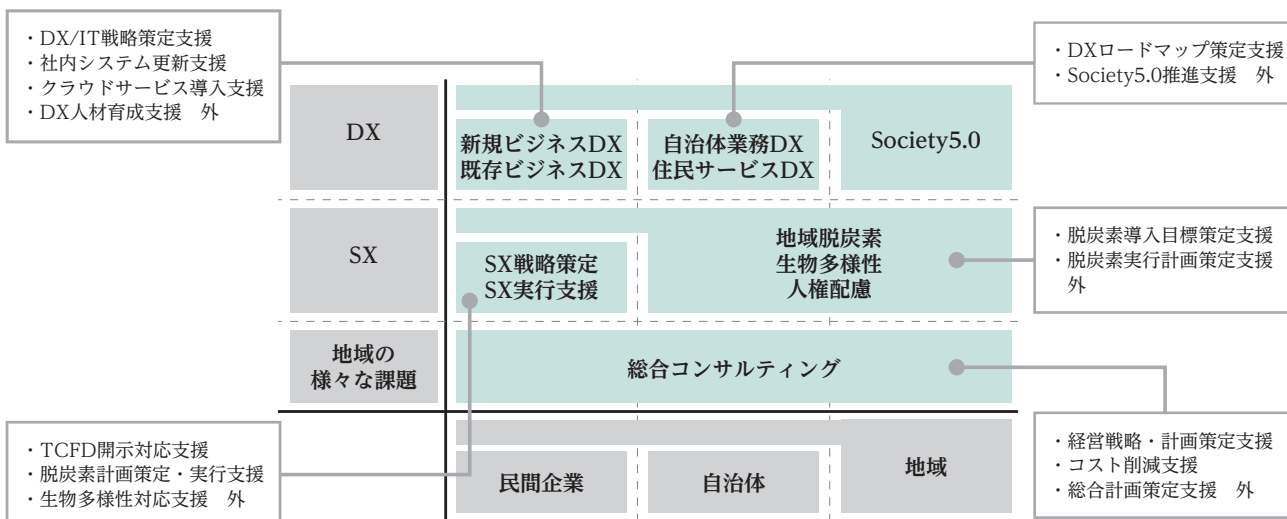 ・DX/IT戦略策定支援
・社内システム更新支援
・クラウドサービス導入支援
・DX人材育成支援　外
・DXロードマップ策定支援
・Society5.0推進支援　外
DX
新規ビジネスDX
既存ビジネスDX
自治体業務DX
住民サービスDX
Society5.0
SX
SX戦略策定
SX実行支援
地域脱炭素
生物多様性
人権配慮
・脱炭素導入目標策定支援
・脱炭素実行計画策定支援
外
地域の
様々な課題
総合コンサルティング
・TCFD開示対応支援
・脱炭素計画策定・実行支援
・生物多様性対応支援　外
民間企業
自治体
地域
・経営戦略・計画策定支援
・コスト削減支援
・総合計画策定支援　外